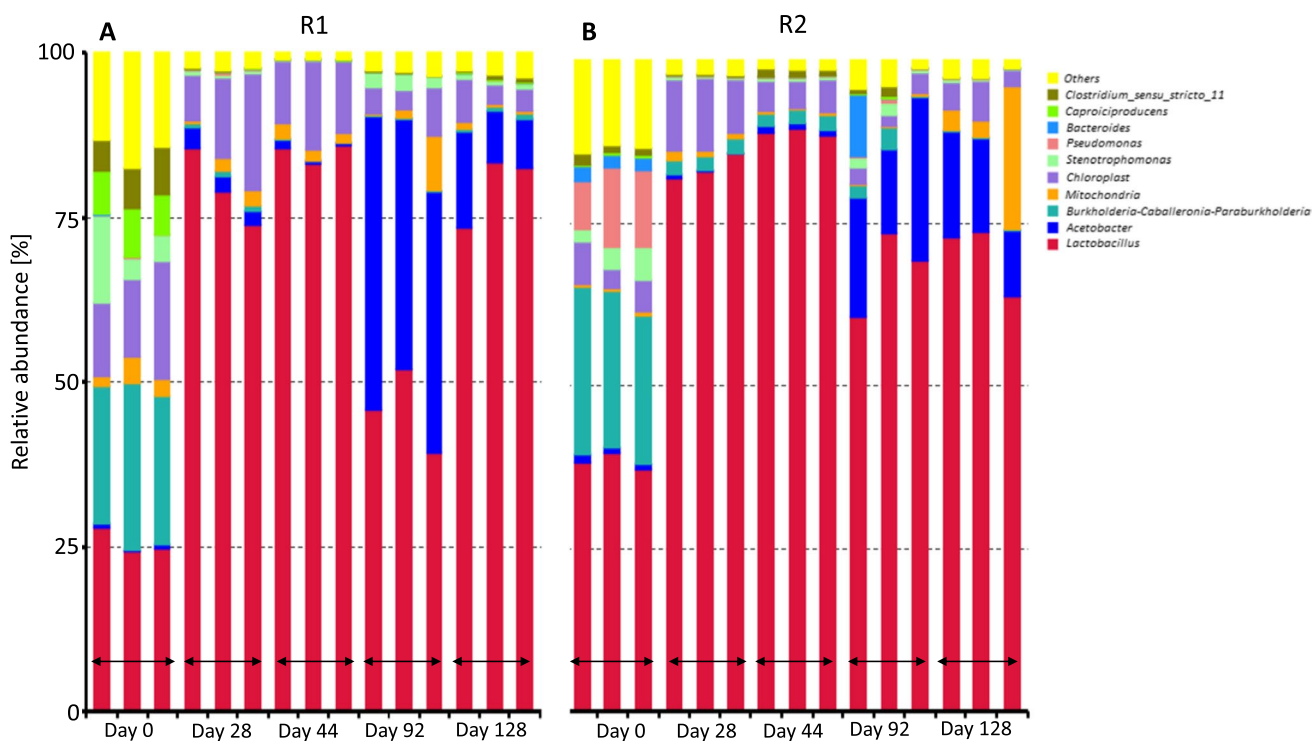 A
R1
B
R2
100
75
50
25
0
Relative abundance [%]
Day 0
Day 28
Day 44
Day 92
Day 128
Day 0
Day 28
Day 44
Day 92
Day 128
Others
Clostridium_sensu_stricto_11
Caproiciproducens
Bacteroides
Pseudomonas
Stenotrophomonas
Chloroplast
Mitochondria
Burkholderia-Caballeronia-Paraburkholderia
Acetobacter
Lactobacillus